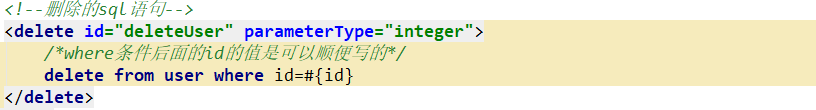 <!--删除的sql语句-->
<delete id="deleteUser" parameterType="integer">
/*where条件后面的id的值是可以顺便写的*/
delete from user where id=#{id}
</delete>